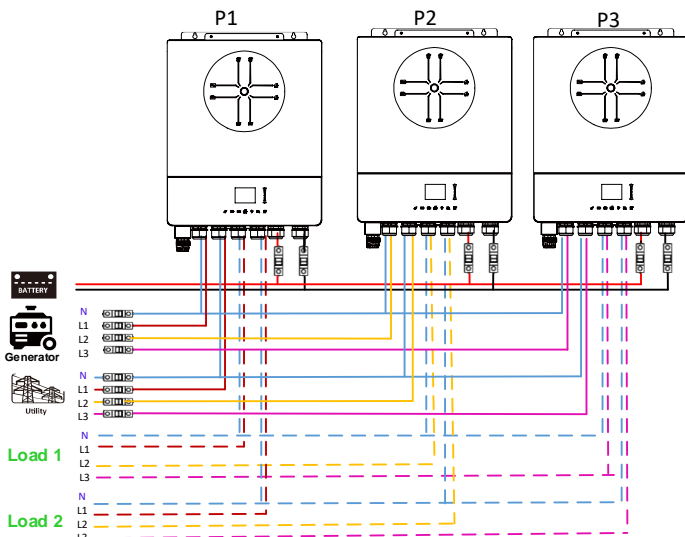 P1 P2 P3
BATTERY
N
L1
L2
L3
Generator
N
L1
L2
L3
Utility
N
L1
L2
L3
Load 1
N
L1
L2
Load 2